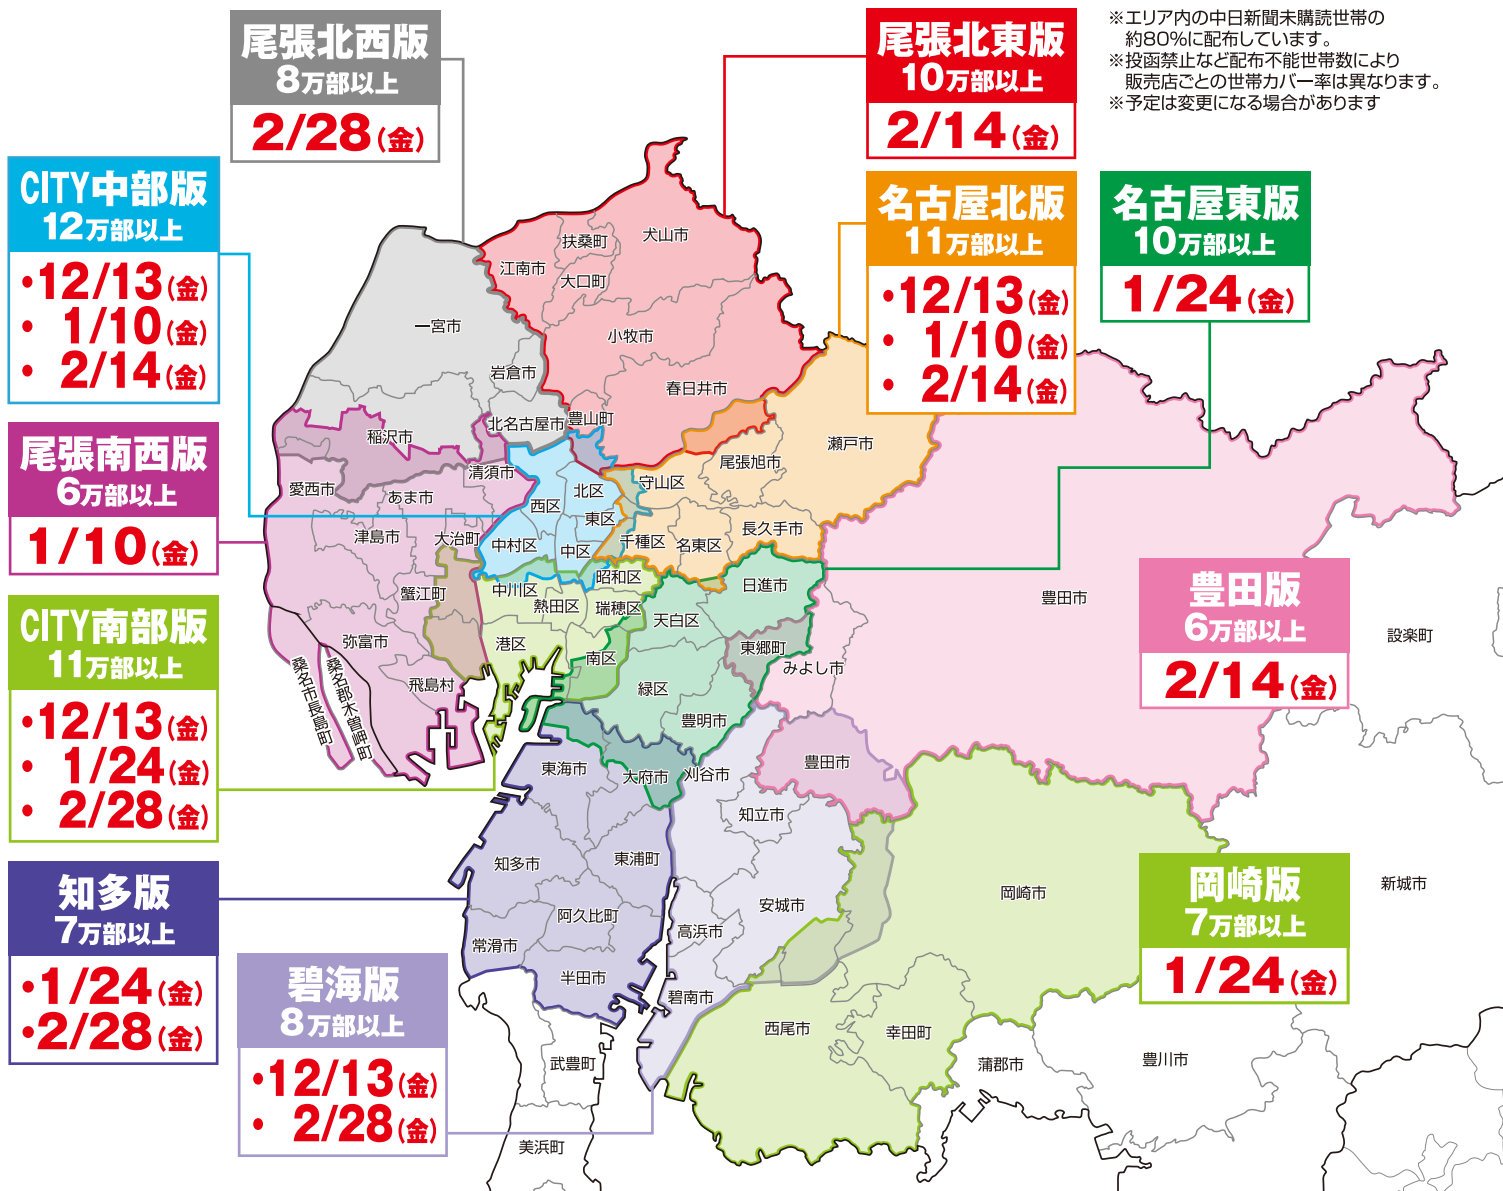 尾張北西版
8万部以上
2/28(金)
尾張北東版
10万部以上
2/14(金)
※エリア内の中日新聞未購読世帯の
約80%に配布しています。
※投函禁止など配布不能世帯数により
販売店ごとの世帯カバー率は異なります。
※予定は変更になる場合があります
CITY中部版
12万部以上
・12/13(金)
・ 1/10(金)
・ 2/14(金)
名古屋北版
11万部以上
・12/13(金)
・ 1/10(金)
・ 2/14(金)
名古屋東版
10万部以上
1/24(金)
尾張南西版
6万部以上
1/10(金)
CITY南部版
11万部以上
・12/13(金)
・ 1/24(金)
・ 2/28(金)
豊田版
6万部以上
2/14(金)
知多版
7万部以上
・1/24(金)
・2/28(金)
碧海版
8万部以上
・12/13(金)
・ 2/28(金)
岡崎版
7万部以上
1/24(金)
犬山市
扶桑町
江南市
大口町
一宮市
小牧市
岩倉市
春日井市
北名古屋市
豊山町
稲沢市
瀬戸市
清須市
尾張旭市
愛西市
あま市
北区
守山区
西区
東区
津島市
大治町
中村区
中区
千種区
名東区
長久手市
昭和区
日進市
蟹江町
中川区
熱田区
瑞穂区
天白区
豊田市
弥富市
港区
南区
東郷町
設楽町
みよし市
飛島村
緑区
桑名市長島町
桑名郡木曽岬町
豊明市
東海市
大府市
刈谷市
豊田市
知立市
知多市
東浦町
岡崎市
新城市
安城市
阿久比町
高浜市
常滑市
半田市
碧南市
西尾市
幸田町
武豊町
蒲郡市
豊川市
美浜町